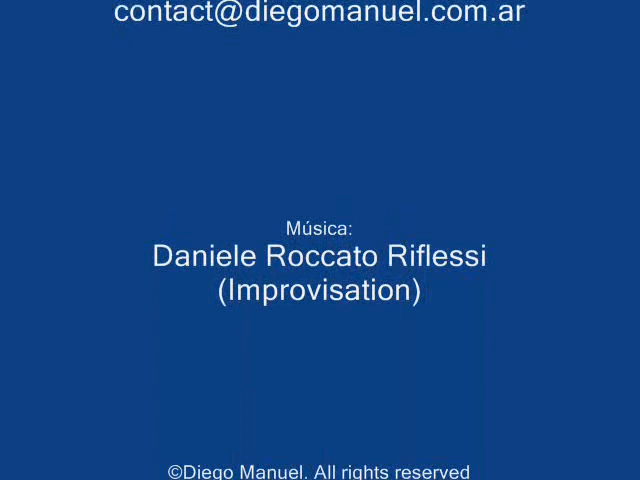 contact@diegomanuel.com.ar
Música:
Daniele Roccato Riflessi
(Improvisation)
©Diego Manuel. All rights reserved